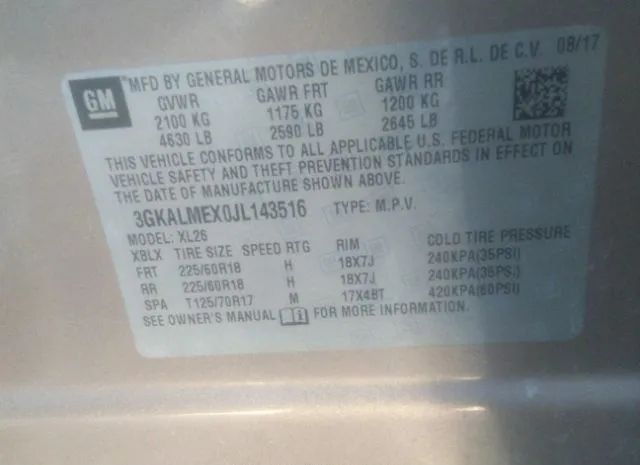 GM
MFD BY GENERAL MOTORS DE MEXICO, S. DE R.L. DE C.V. 08/17
GVWR GAWR FRT GAWR RR
2100 KG 1175 KG 1200 KG
4630 LB 2590 LB 2645 LB
THIS VEHICLE CONFORMS TO ALL APPLICABLE U.S. FEDERAL MOTOR
VEHICLE SAFETY AND THEFT PREVENTION STANDARDS IN EFFECT ON
THE DATE OF MANUFACTURE SHOWN ABOVE.
3GKALMEX0JL143516 TYPE: M.P.V.
MODEL: XL26
XBLX TIRE SIZE SPEED RTG RIM COLD TIRE PRESSURE
FRT 225/60R18 H 18X7J 240KPA(35PSI)
RR 225/60R18 H 18X7J 240KPA(35PSI)
SPA T125/70R17 M 17X4BT 420KPA(60PSI)
SEE OWNER'S MANUAL FOR MORE INFORMATION.